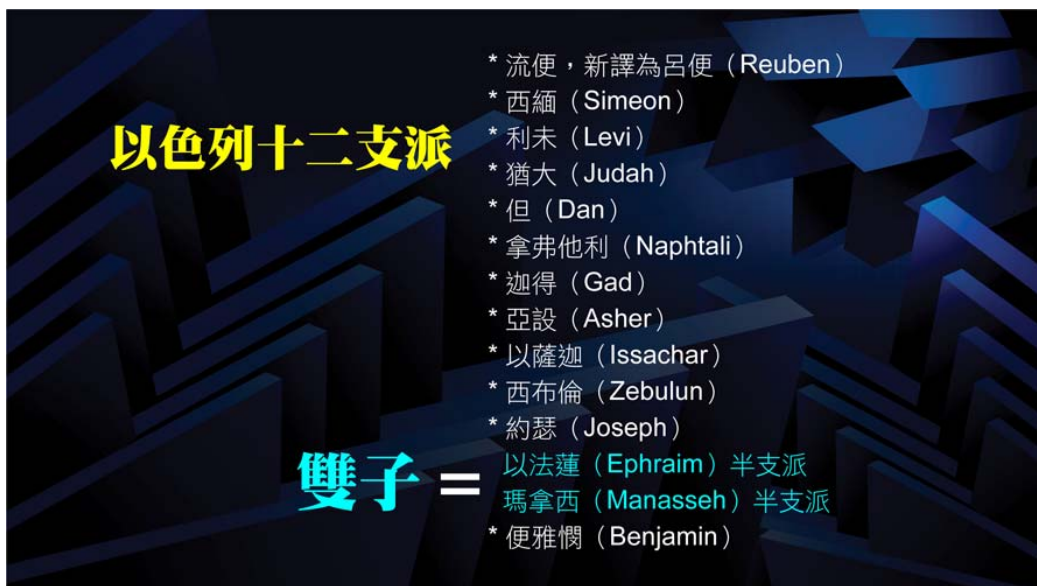 以色列十二支派
* 流便，新譯為呂便（Reuben）
* 西緬（Simeon）
* 利未（Levi）
* 猶大（Judah）
* 但（Dan）
* 拿弗他利（Naphtali）
* 迦得（Gad）
* 亞設（Asher）
* 以薩迦（Issachar）
* 西布倫（Zebulun）
* 約瑟（Joseph）
雙子 =
以法蓮（Ephraim）半支派
瑪拿西（Manasseh）半支派
* 便雅憫（Benjamin）